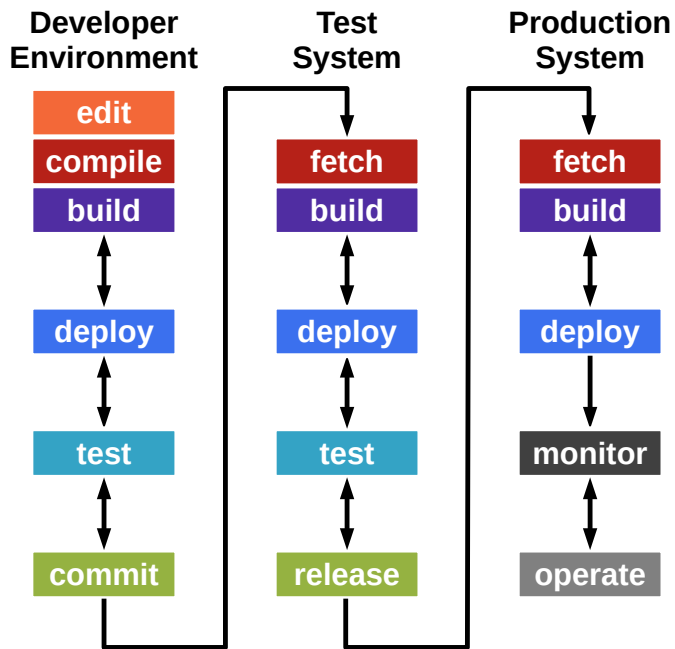 Developer
Environment
edit
compile
build
deploy
test
commit
Test
System
fetch
build
deploy
test
release
Production
System
fetch
build
deploy
monitor
operate